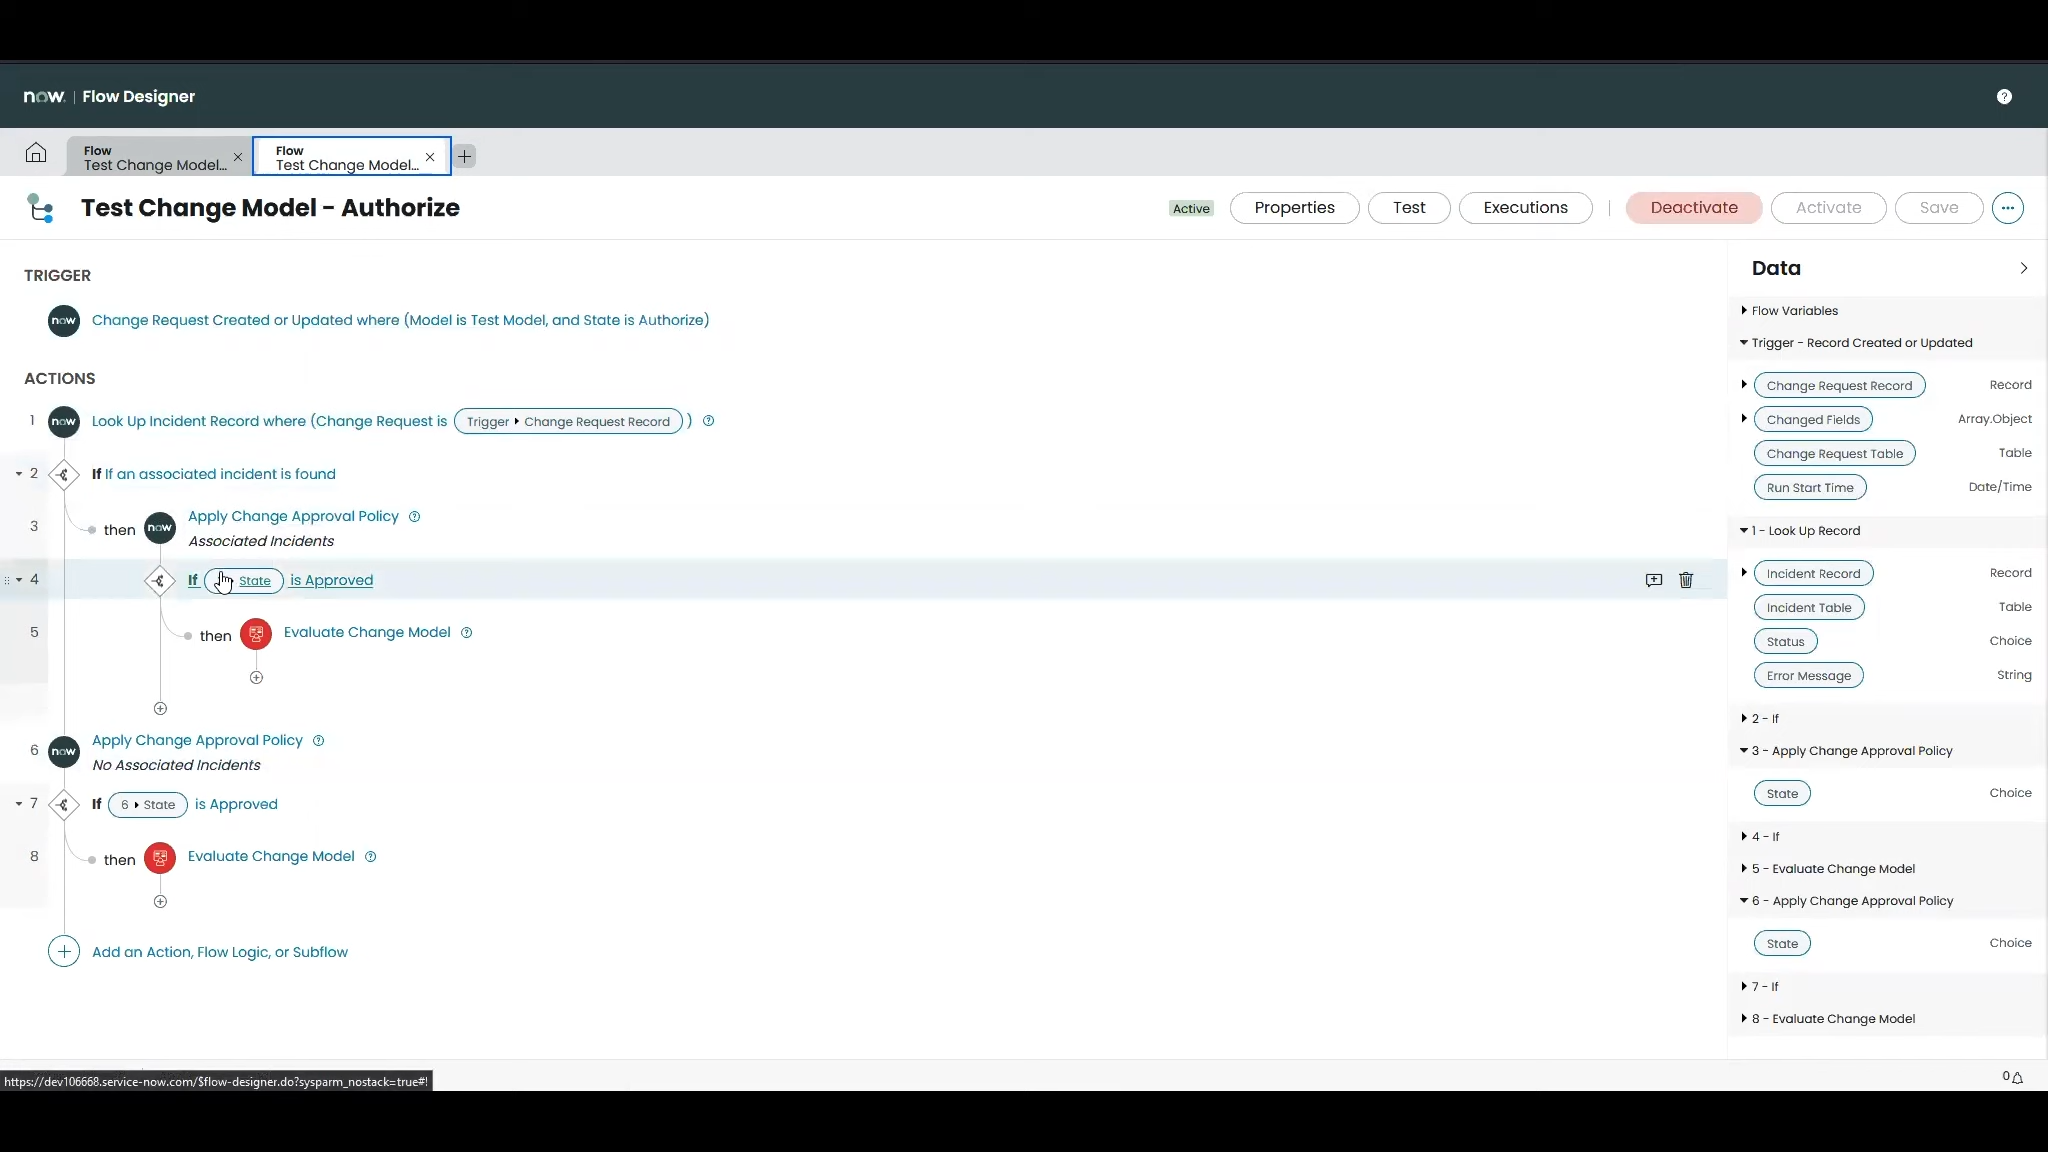 now. | Flow Designer
Flow
Test Change Model...
Flow
Test Change Model...
Test Change Model - Authorize
Active
Properties
Test
Executions
Deactivate
Activate
Save
TRIGGER
now
Change Request Created or Updated where (Model is Test Model, and State is Authorize)
ACTIONS
1 now Look Up Incident Record where (Change Request is Trigger ▸ Change Request Record )
2 If If an associated incident is found
3 then now Apply Change Approval Policy
Associated Incidents
4 If State is Approved
5 then Evaluate Change Model
6 now Apply Change Approval Policy
No Associated Incidents
7 If 6 ▸ State is Approved
8 then Evaluate Change Model
Add an Action, Flow Logic, or Subflow
Data
Flow Variables
Trigger - Record Created or Updated
Change Request Record Record
Changed Fields Array.Object
Change Request Table Table
Run Start Time Date/Time
1 - Look Up Record
Incident Record Record
Incident Table Table
Status Choice
Error Message String
2 - If
3 - Apply Change Approval Policy
State Choice
4 - If
5 - Evaluate Change Model
6 - Apply Change Approval Policy
State Choice
7 - If
8 - Evaluate Change Model
https://dev106668.service-now.com/$flow-designer.do?sysparm_nostack=true#!
0